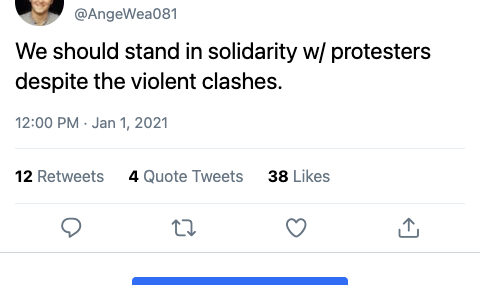 @AngeWea081
We should stand in solidarity w/ protesters
despite the violent clashes.
12:00 PM · Jan 1, 2021
12 Retweets 4 Quote Tweets 38 Likes